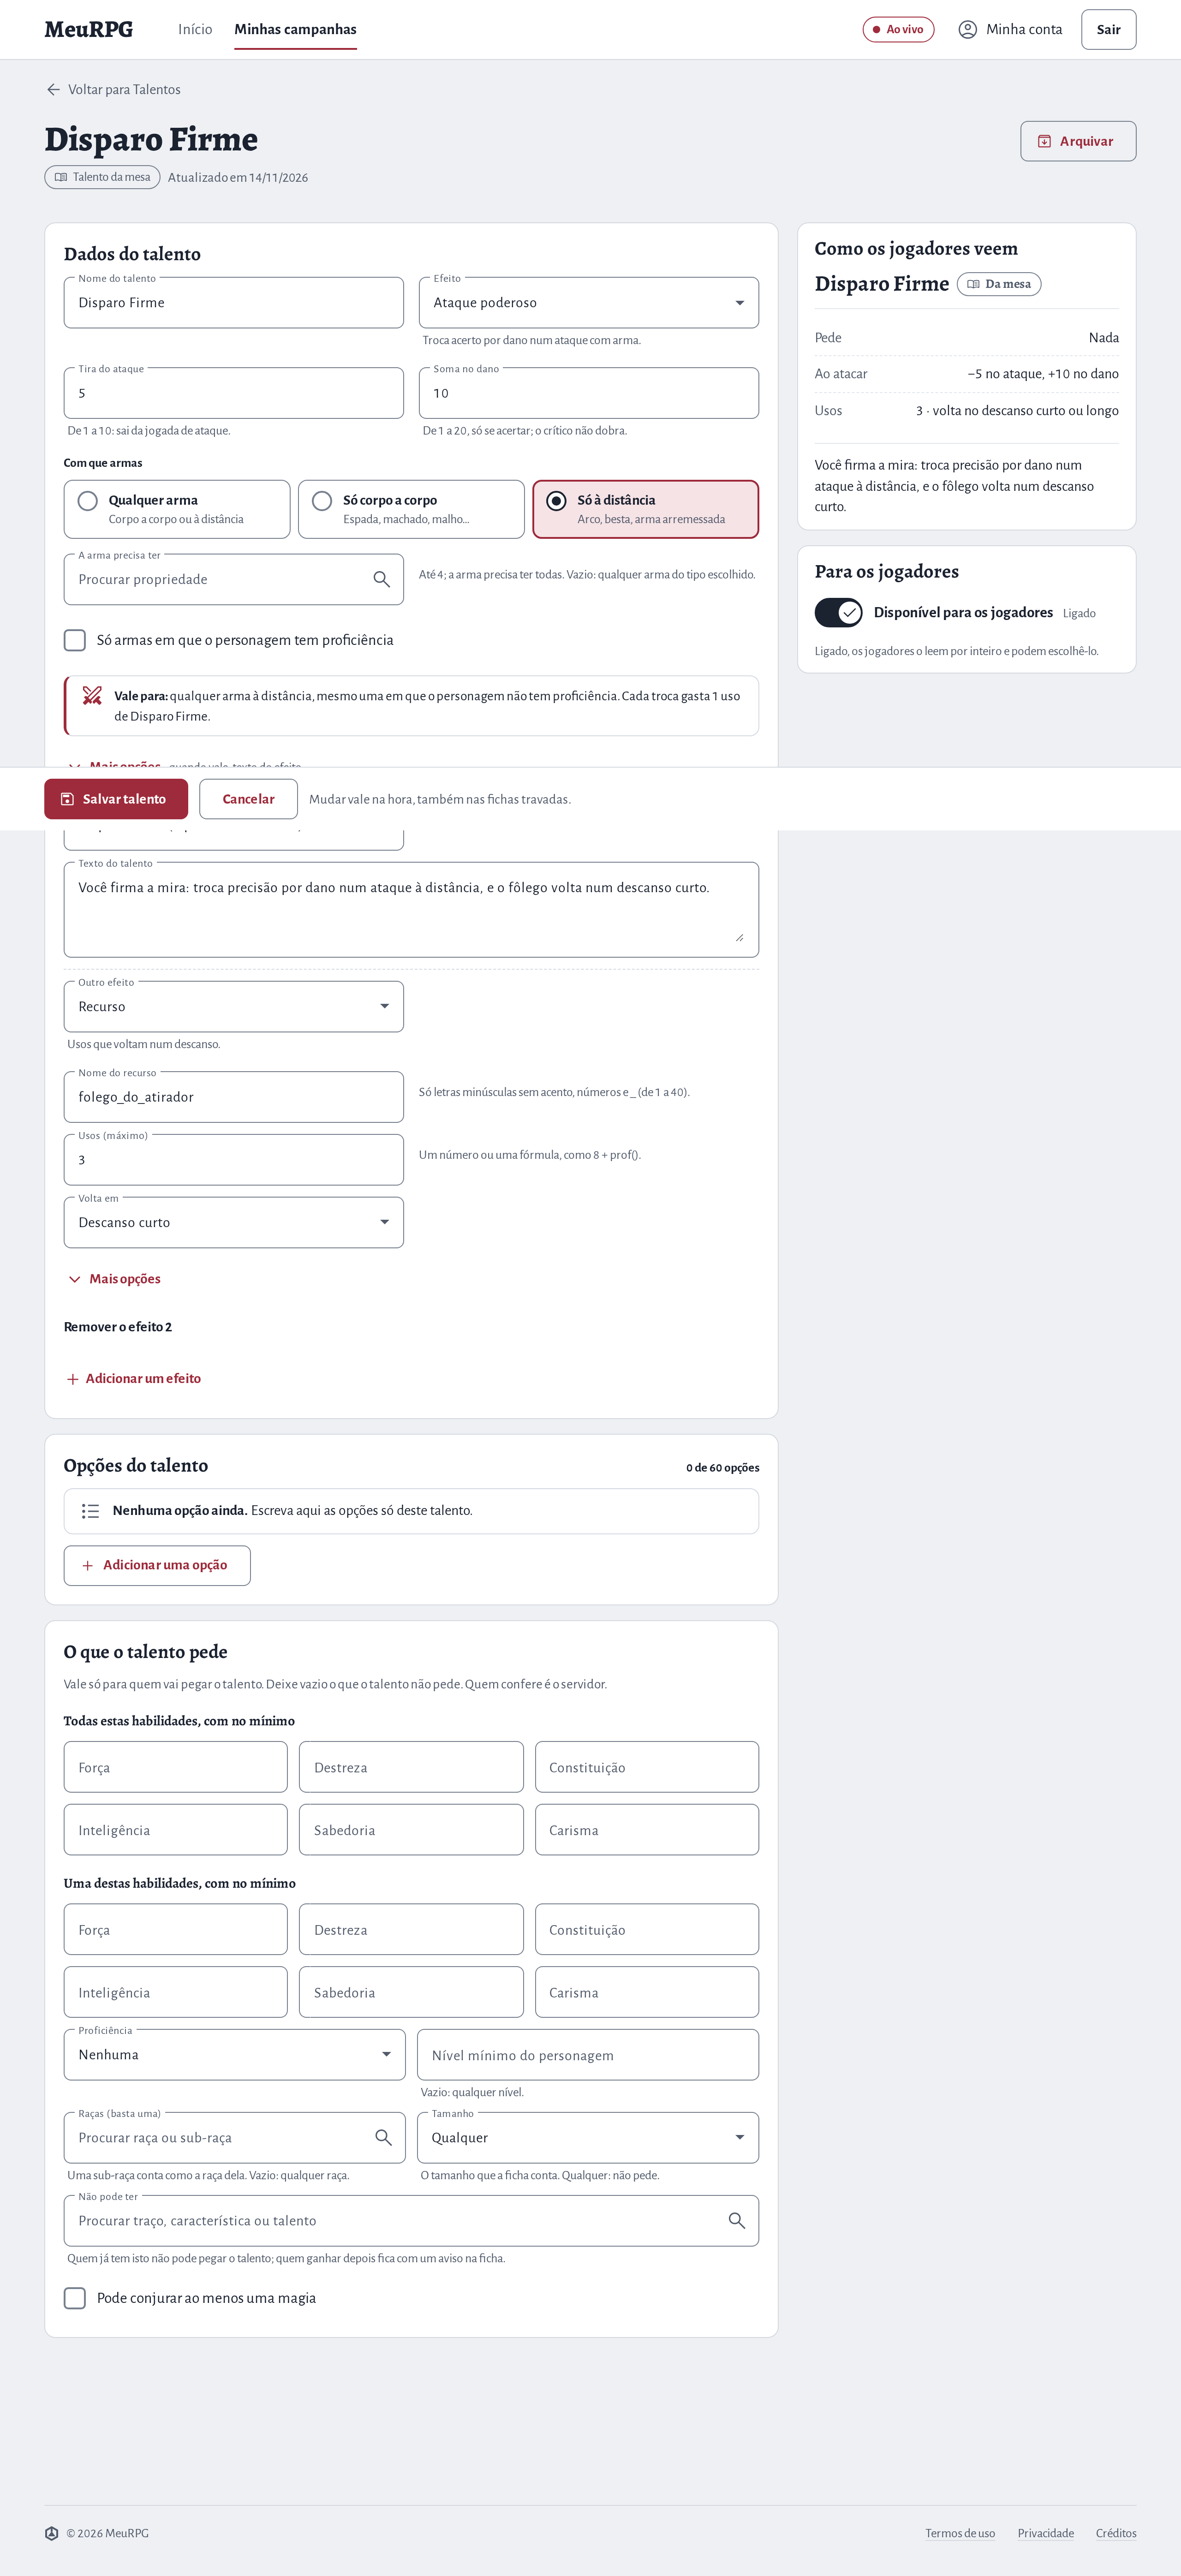 MeuRPG
Início
Minhas campanhas
Ao vivo
Minha conta
Sair
Voltar para Talentos
Disparo Firme
Arquivar
Talento da mesa
Atualizado em 14/11/2026
Dados do talento
Nome do talento
Disparo Firme
Efeito
Ataque poderoso
Troca acerto por dano num ataque com arma.
Tira do ataque
5
De 1 a 10: sai da jogada de ataque.
Soma no dano
10
De 1 a 20, só se acertar; o crítico não dobra.
Com que armas
Qualquer arma
Corpo a corpo ou à distância
Só corpo a corpo
Espada, machado, malho...
Só à distância
Arco, besta, arma arremessada
A arma precisa ter
Procurar propriedade
Até 4; a arma precisa ter todas. Vazio: qualquer arma do tipo escolhido.
Só armas em que o personagem tem proficiência
Vale para: qualquer arma à distância, mesmo uma em que o personagem não tem proficiência. Cada troca gasta 1 uso
de Disparo Firme.
Como os jogadores veem
Disparo Firme
Da mesa
Pede
Nada
Ao atacar
−5 no ataque, +10 no dano
Usos
3 · volta no descanso curto ou longo
Você firma a mira: troca precisão por dano num
ataque à distância, e o fôlego volta num descanso
curto.
Para os jogadores
Disponível para os jogadores
Ligado
Ligado, os jogadores o leem por inteiro e podem escolhê-lo.
Salvar talento
Cancelar
Mudar vale na hora, também nas fichas travadas.
Texto do talento
Você firma a mira: troca precisão por dano num ataque à distância, e o fôlego volta num descanso curto.
Outro efeito
Recurso
Usos que voltam num descanso.
Nome do recurso
folego_do_atirador
Só letras minúsculas sem acento, números e _ (de 1 a 40).
Usos (máximo)
3
Um número ou uma fórmula, como 8 + prof().
Volta em
Descanso curto
Mais opções
Remover o efeito 2
Adicionar um efeito
Opções do talento
0 de 60 opções
Nenhuma opção ainda. Escreva aqui as opções só deste talento.
Adicionar uma opção
O que o talento pede
Vale só para quem vai pegar o talento. Deixe vazio o que o talento não pede. Quem confere é o servidor.
Todas estas habilidades, com no mínimo
Força
Destreza
Constituição
Inteligência
Sabedoria
Carisma
Uma destas habilidades, com no mínimo
Força
Destreza
Constituição
Inteligência
Sabedoria
Carisma
Proficiência
Nenhuma
Nível mínimo do personagem
Vazio: qualquer nível.
Raças (basta uma)
Procurar raça ou sub-raça
Uma sub-raça conta como a raça dela. Vazio: qualquer raça.
Tamanho
Qualquer
O tamanho que a ficha conta. Qualquer: não pede.
Não pode ter
Procurar traço, característica ou talento
Quem já tem isto não pode pegar o talento; quem ganhar depois fica com um aviso na ficha.
Pode conjurar ao menos uma magia
© 2026 MeuRPG
Termos de uso
Privacidade
Créditos